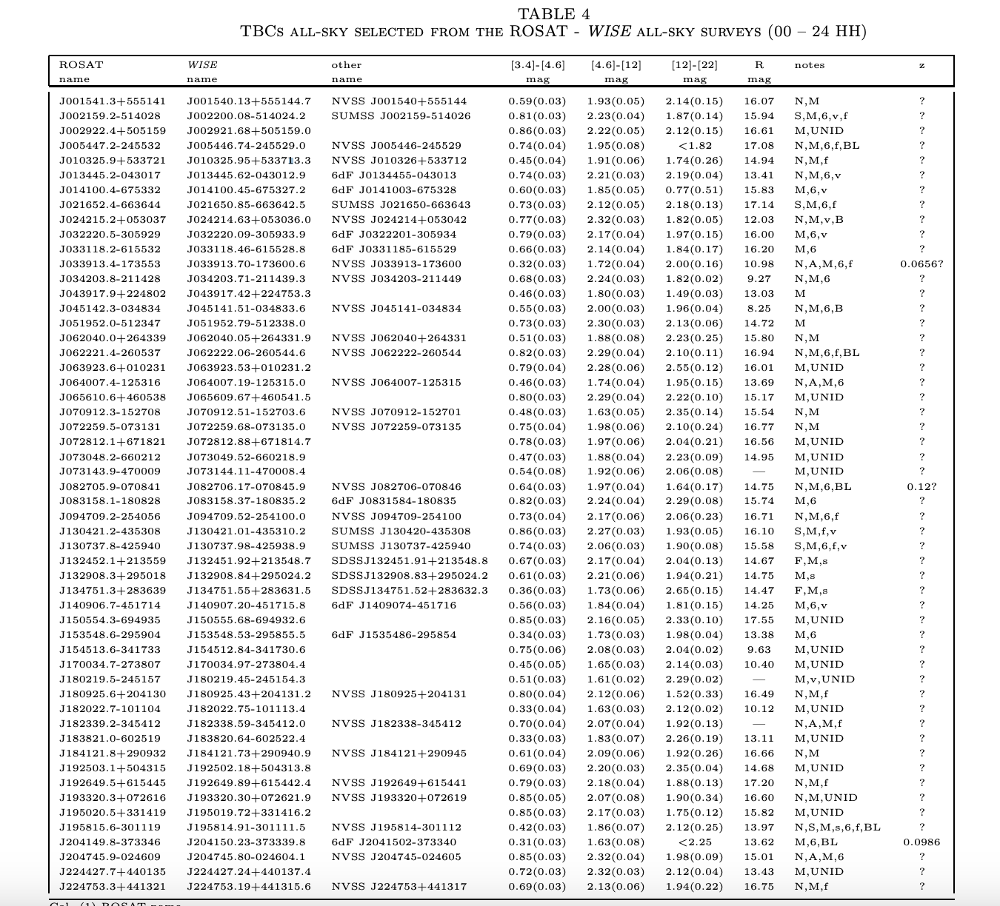 TABLE 4
TBCs ALL-SKY SELECTED FROM THE ROSAT - WISE ALL-SKY SURVEYS (00 – 24 HH)
ROSAT WISE other [3.4]-[4.6] [4.6]-[12] [12]-[22] R notes z
name name name mag mag mag mag
J001541.3+555141 J001540.13+555144.7 NVSS J001540+555144 0.59(0.03) 1.93(0.05) 2.14(0.15) 16.07 N,M ?
J002159.2-514028 J002200.08-514024.2 SUMSS J002159-514026 0.81(0.03) 2.23(0.04) 1.87(0.14) 15.94 S,M,6,v,f ?
J002922.4+505159 J002921.68+505159.0 0.86(0.03) 2.22(0.05) 2.12(0.15) 16.61 M,UNID ?
J005447.2-245532 J005446.74-245529.0 NVSS J005446-245529 0.74(0.04) 1.95(0.08) <1.82 17.08 N,M,6,f,BL ?
J010325.9+533721 J010325.95+533713.3 NVSS J010326+533712 0.45(0.04) 1.91(0.06) 1.74(0.26) 14.94 N,M,f ?
J013445.2-043017 J013445.62-043012.9 6dF J0134455-043013 0.74(0.03) 2.21(0.03) 2.19(0.04) 13.41 N,M,6,v ?
J014100.4-675332 J014100.45-675327.2 6dF J0141003-675328 0.60(0.03) 1.85(0.05) 0.77(0.51) 15.83 M,6,v ?
J021652.4-663644 J021650.85-663642.5 SUMSS J021650-663643 0.73(0.03) 2.12(0.05) 2.18(0.13) 17.14 S,M,6,f ?
J024215.2+053037 J024214.63+053036.0 NVSS J024214+053042 0.77(0.03) 2.32(0.03) 1.82(0.05) 12.03 N,M,v,B ?
J032220.5-305929 J032220.09-305933.9 6dF J0322201-305934 0.79(0.03) 2.17(0.04) 1.97(0.15) 16.00 M,6,v ?
J033118.2-615532 J033118.46-615528.8 6dF J0331185-615529 0.66(0.03) 2.14(0.04) 1.84(0.17) 16.20 M,6 ?
J033913.4-173553 J033913.70-173600.6 NVSS J033913-173600 0.32(0.03) 1.72(0.04) 2.00(0.16) 10.98 N,A,M,6,f 0.0656?
J034203.8-211428 J034203.71-211439.3 NVSS J034203-211449 0.68(0.03) 2.24(0.03) 1.82(0.02) 9.27 N,M,6 ?
J043917.9+224802 J043917.42+224753.3 0.46(0.03) 1.80(0.03) 1.49(0.03) 13.03 M ?
J045142.3-034834 J045141.51-034833.6 NVSS J045141-034834 0.55(0.03) 2.00(0.03) 1.96(0.04) 8.25 N,M,6,B ?
J051952.0-512347 J051952.79-512338.0 0.73(0.03) 2.30(0.03) 2.13(0.06) 14.72 M ?
J062040.0+264339 J062040.05+264331.9 NVSS J062040+264331 0.51(0.03) 1.88(0.08) 2.23(0.25) 15.80 N,M ?
J062221.4-260537 J062222.06-260544.6 NVSS J062222-260544 0.82(0.03) 2.29(0.04) 2.10(0.11) 16.94 N,M,6,f,BL ?
J063923.6+010231 J063923.53+010231.2 0.79(0.04) 2.28(0.06) 2.55(0.12) 16.01 M,UNID ?
J064007.4-125316 J064007.19-125315.0 NVSS J064007-125315 0.46(0.03) 1.74(0.04) 1.95(0.15) 13.69 N,A,M,6 ?
J065610.6+460538 J065609.67+460541.5 0.80(0.03) 2.29(0.04) 2.22(0.10) 15.17 M,UNID ?
J070912.3-152708 J070912.51-152703.6 NVSS J070912-152701 0.48(0.03) 1.63(0.05) 2.35(0.14) 15.54 N,M ?
J072259.5-073131 J072259.68-073135.0 NVSS J072259-073135 0.75(0.04) 1.98(0.06) 2.10(0.24) 16.77 N,M ?
J072812.1+671821 J072812.88+671814.7 0.78(0.03) 1.97(0.06) 2.04(0.21) 16.56 M,UNID ?
J073048.2-660212 J073049.52-660218.9 0.47(0.03) 1.88(0.04) 2.23(0.09) 14.95 M,UNID ?
J073143.9-470009 J073144.11-470008.4 0.54(0.08) 1.92(0.06) 2.06(0.08) — M,UNID ?
J082705.9-070841 J082706.17-070845.9 NVSS J082706-070846 0.64(0.03) 1.97(0.04) 1.64(0.17) 14.75 N,M,6,BL 0.12?
J083158.1-180828 J083158.37-180835.2 6dF J0831584-180835 0.82(0.03) 2.24(0.04) 2.29(0.08) 15.74 M,6 ?
J094709.2-254056 J094709.52-254100.0 NVSS J094709-254100 0.73(0.04) 2.17(0.06) 2.06(0.23) 16.71 N,M,6,f ?
J130421.2-435308 J130421.01-435310.2 SUMSS J130420-435308 0.86(0.03) 2.27(0.03) 1.93(0.05) 16.10 S,M,f,v ?
J130737.8-425940 J130737.98-425938.9 SUMSS J130737-425940 0.74(0.03) 2.06(0.03) 1.90(0.08) 15.58 S,M,6,f,v ?
J132452.1+213559 J132451.92+213548.7 SDSSJ132451.91+213548.8 0.67(0.03) 2.17(0.04) 2.04(0.13) 14.67 F,M,s ?
J132908.3+295018 J132908.84+295024.2 SDSSJ132908.83+295024.2 0.61(0.03) 2.21(0.06) 1.94(0.21) 14.75 M,s ?
J134751.3+283639 J134751.55+283631.5 SDSSJ134751.52+283632.3 0.36(0.03) 1.73(0.06) 2.65(0.15) 14.47 F,M,s ?
J140906.7-451714 J140907.20-451715.8 6dF J1409074-451716 0.56(0.03) 1.84(0.04) 1.81(0.15) 14.25 M,6,v ?
J150554.3-694935 J150555.68-694932.6 0.85(0.03) 2.16(0.05) 2.33(0.10) 17.55 M,UNID ?
J153548.6-295904 J153548.53-295855.5 6dF J1535486-295854 0.34(0.03) 1.73(0.03) 1.98(0.04) 13.38 M,6 ?
J154513.6-341733 J154512.84-341730.6 0.75(0.06) 2.08(0.03) 2.04(0.02) 9.63 M,UNID ?
J170034.7-273807 J170034.97-273804.4 0.45(0.05) 1.65(0.03) 2.14(0.03) 10.40 M,UNID ?
J180219.5-245157 J180219.45-245154.3 0.51(0.03) 1.61(0.02) 2.29(0.02) — M,v,UNID ?
J180925.6+204130 J180925.43+204131.2 NVSS J180925+204131 0.80(0.04) 2.12(0.06) 1.52(0.33) 16.49 N,M,f ?
J182022.7-101104 J182022.75-101113.4 0.33(0.04) 1.63(0.03) 2.12(0.02) 10.12 M,UNID ?
J182339.2-345412 J182338.59-345412.0 NVSS J182338-345412 0.70(0.04) 2.07(0.04) 1.92(0.13) — N,A,M,f ?
J183821.0-602519 J183820.64-602522.4 0.33(0.03) 1.83(0.07) 2.26(0.19) 13.11 M,UNID ?
J184121.8+290932 J184121.73+290940.9 NVSS J184121+290945 0.61(0.04) 2.09(0.06) 1.92(0.26) 16.66 N,M ?
J192503.1+504315 J192502.18+504313.8 0.69(0.03) 2.20(0.03) 2.35(0.04) 14.68 M,UNID ?
J192649.5+615445 J192649.89+615442.4 NVSS J192649+615441 0.79(0.03) 2.18(0.04) 1.88(0.13) 17.20 N,M,f ?
J193320.3+072616 J193320.30+072621.9 NVSS J193320+072619 0.85(0.05) 2.07(0.08) 1.90(0.34) 16.60 N,M,UNID ?
J195020.5+331419 J195019.72+331416.2 0.85(0.03) 2.17(0.03) 1.75(0.12) 15.82 M,UNID ?
J195815.6-301119 J195814.91-301111.5 NVSS J195814-301112 0.42(0.03) 1.86(0.07) 2.12(0.25) 13.97 N,S,M,s,6,f,BL ?
J204149.8-373346 J204150.23-373339.8 6dF J2041502-373340 0.31(0.03) 1.63(0.08) <2.25 13.62 M,6,BL 0.0986
J204745.9-024609 J204745.80-024604.1 NVSS J204745-024605 0.85(0.03) 2.32(0.04) 1.98(0.09) 15.01 N,A,M,6 ?
J224427.7+440135 J224427.24+440137.4 0.72(0.03) 2.32(0.03) 2.12(0.04) 13.43 M,UNID ?
J224753.3+441321 J224753.19+441315.6 NVSS J224753+441317 0.69(0.03) 2.13(0.06) 1.94(0.22) 16.75 N,M,f ?
Col. (1) ROSAT name